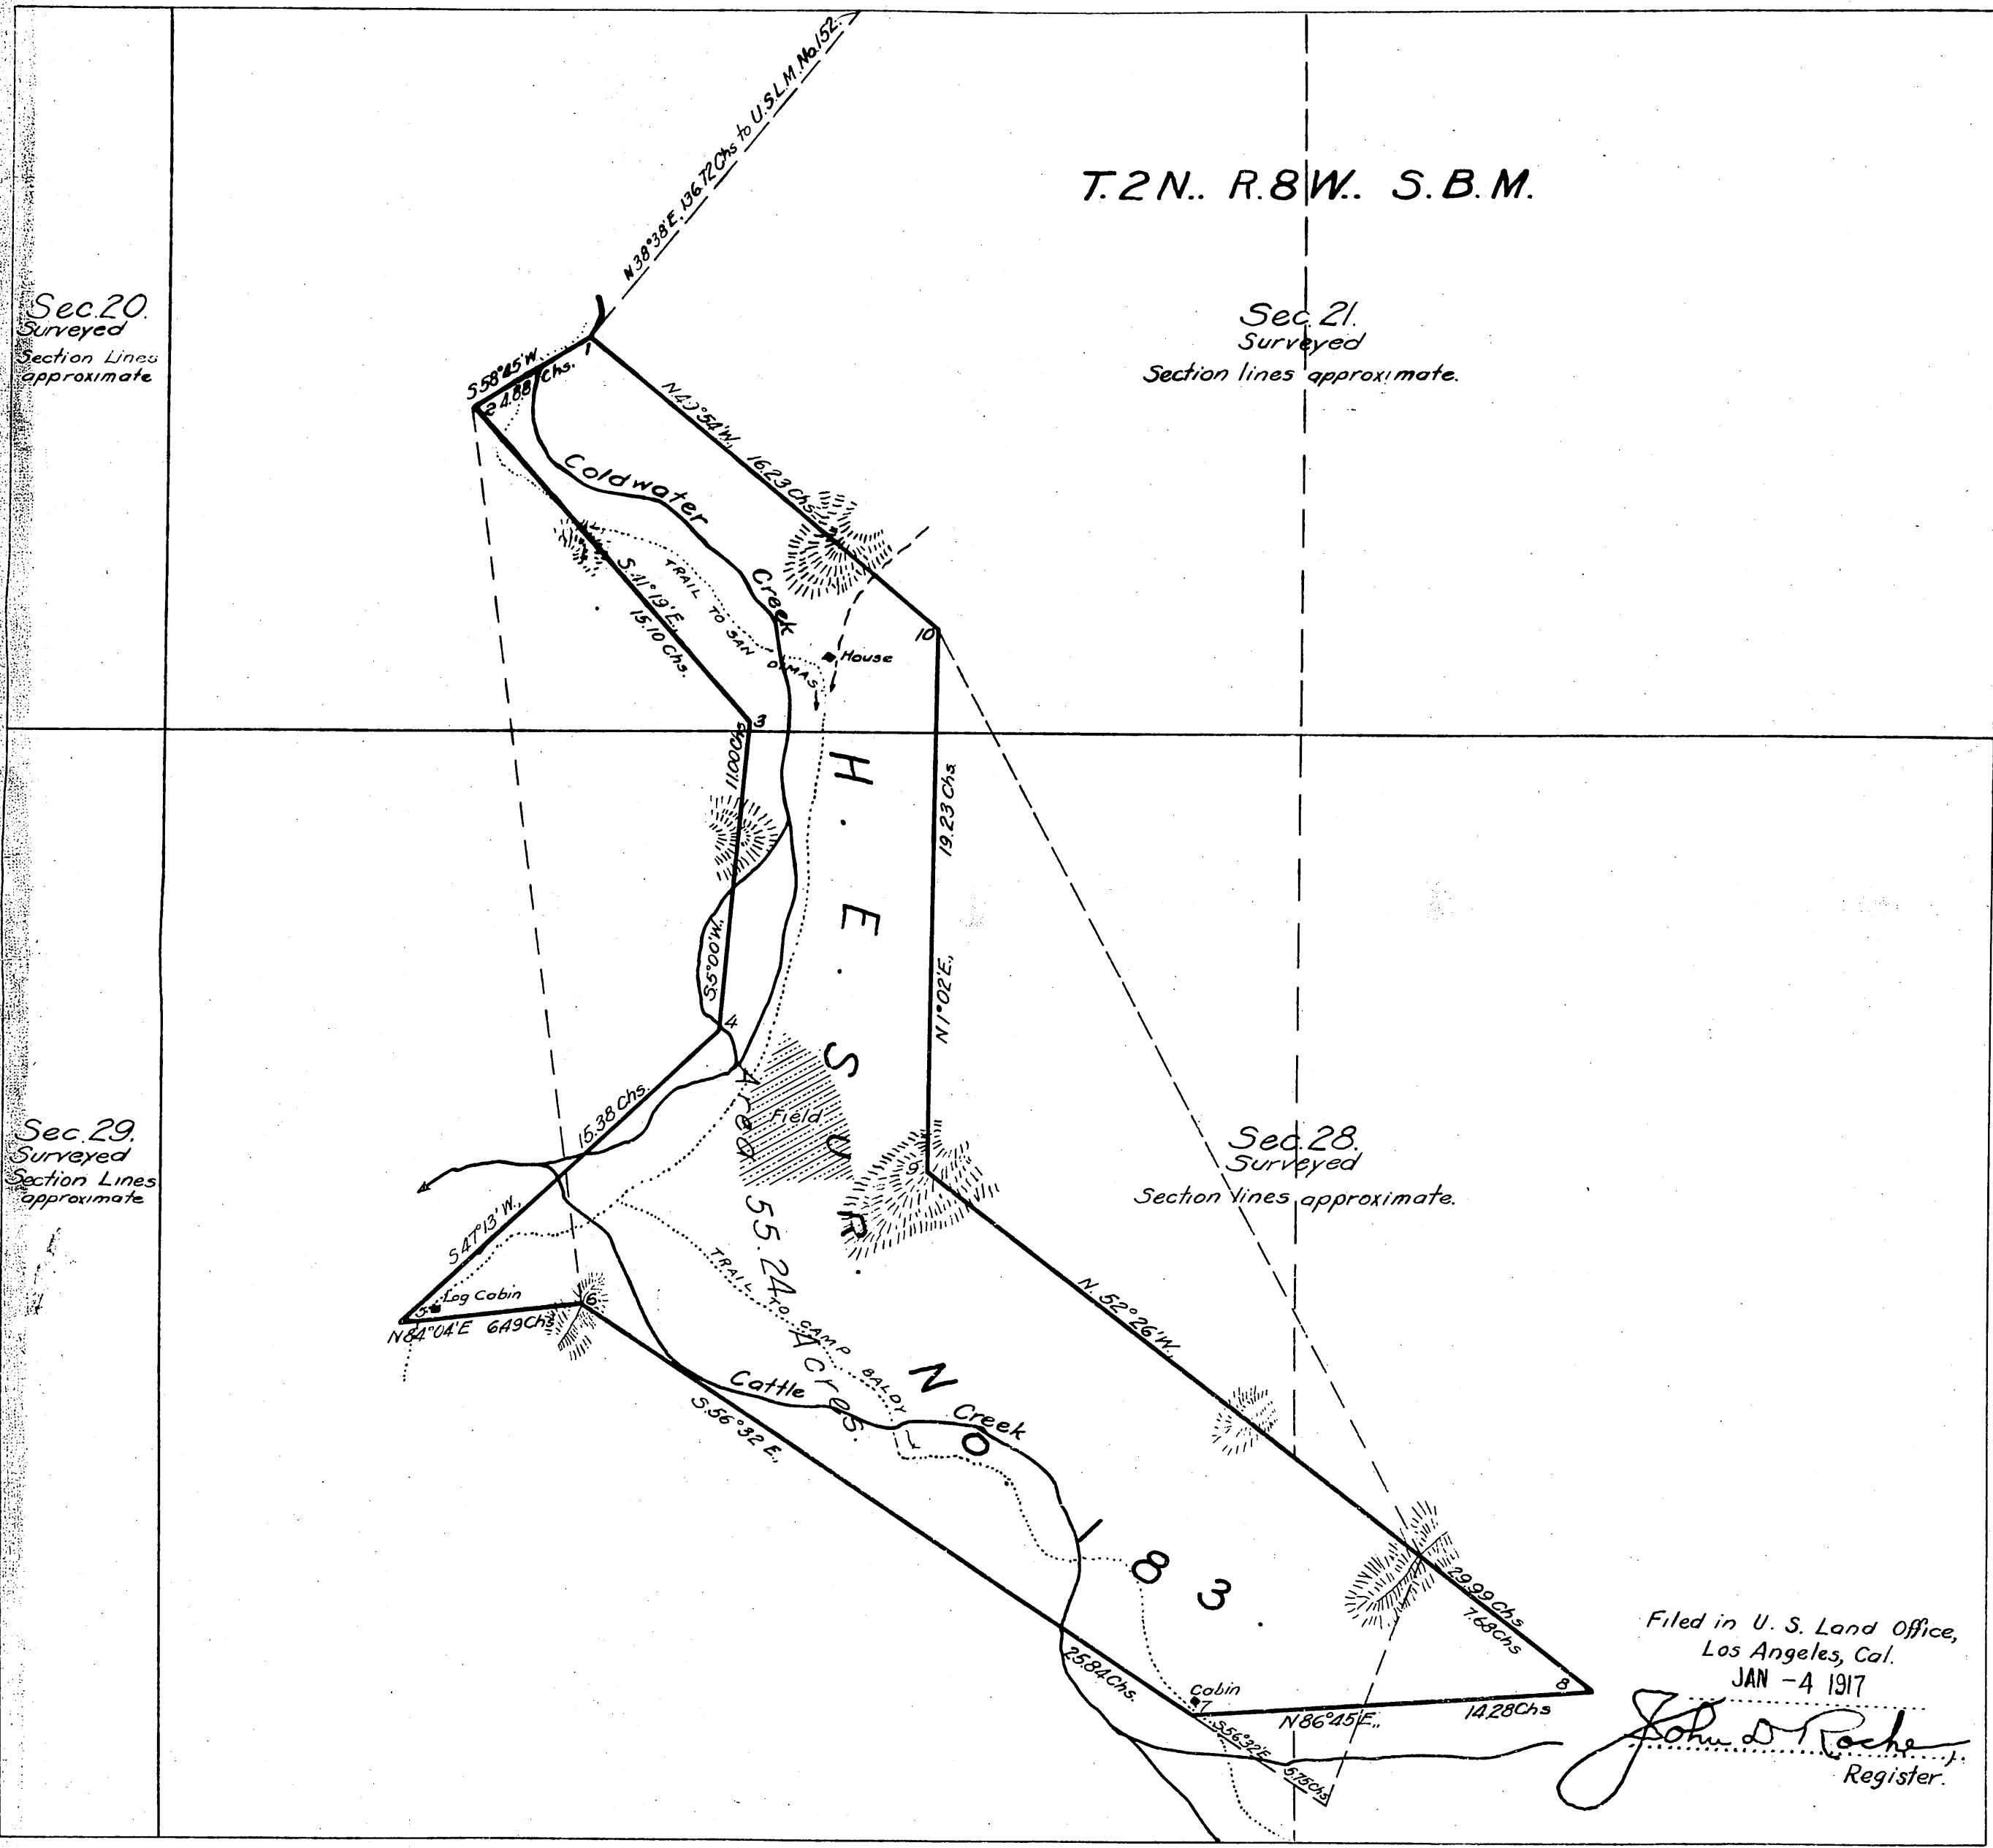 N 38°38'E, 136.72 Chs to U.S.L.M. No. 152.
T. 2 N.. R. 8 W.. S. B. M.
Sec. 20.
Surveyed
Section Lines
approximate
Sec. 21.
Surveyed
Section lines approximate.
1
S 58°45'W.
4.88 Chs.
2
N 49°54'W, 16.23 Chs.
Coldwater
Creek
S. 41°19'E.,
15.10 Chs.
TRAIL TO SAN DIMAS
House
10
3
11.00 Chs
S. 5°00'W.,
4
19.23 Chs.
N 1°02'E.,
H. E. SUR. NO 183.
Area 55.24 Acres.
Field
9
15.38 Chs.
S 47°13' W.,
Sec. 29.
Surveyed
Section Lines
approximate
Sec. 28.
Surveyed
Section lines approximate.
5
Log Cabin
6
N 84°04'E 6.49 Chs
TRAIL TO CAMP BALDY
N. 52°26'W.,
Cattle
Creek
S. 56°32'E.,
25.84 Chs.
29.99 Chs
7.68 Chs
8
Cabin
7
N 86°45'E.,
14.28 Chs
S. 56°32'E
5.75 Chs
Filed in U. S. Land Office,
Los Angeles, Cal.
JAN -4 1917
John D Roche
Register.